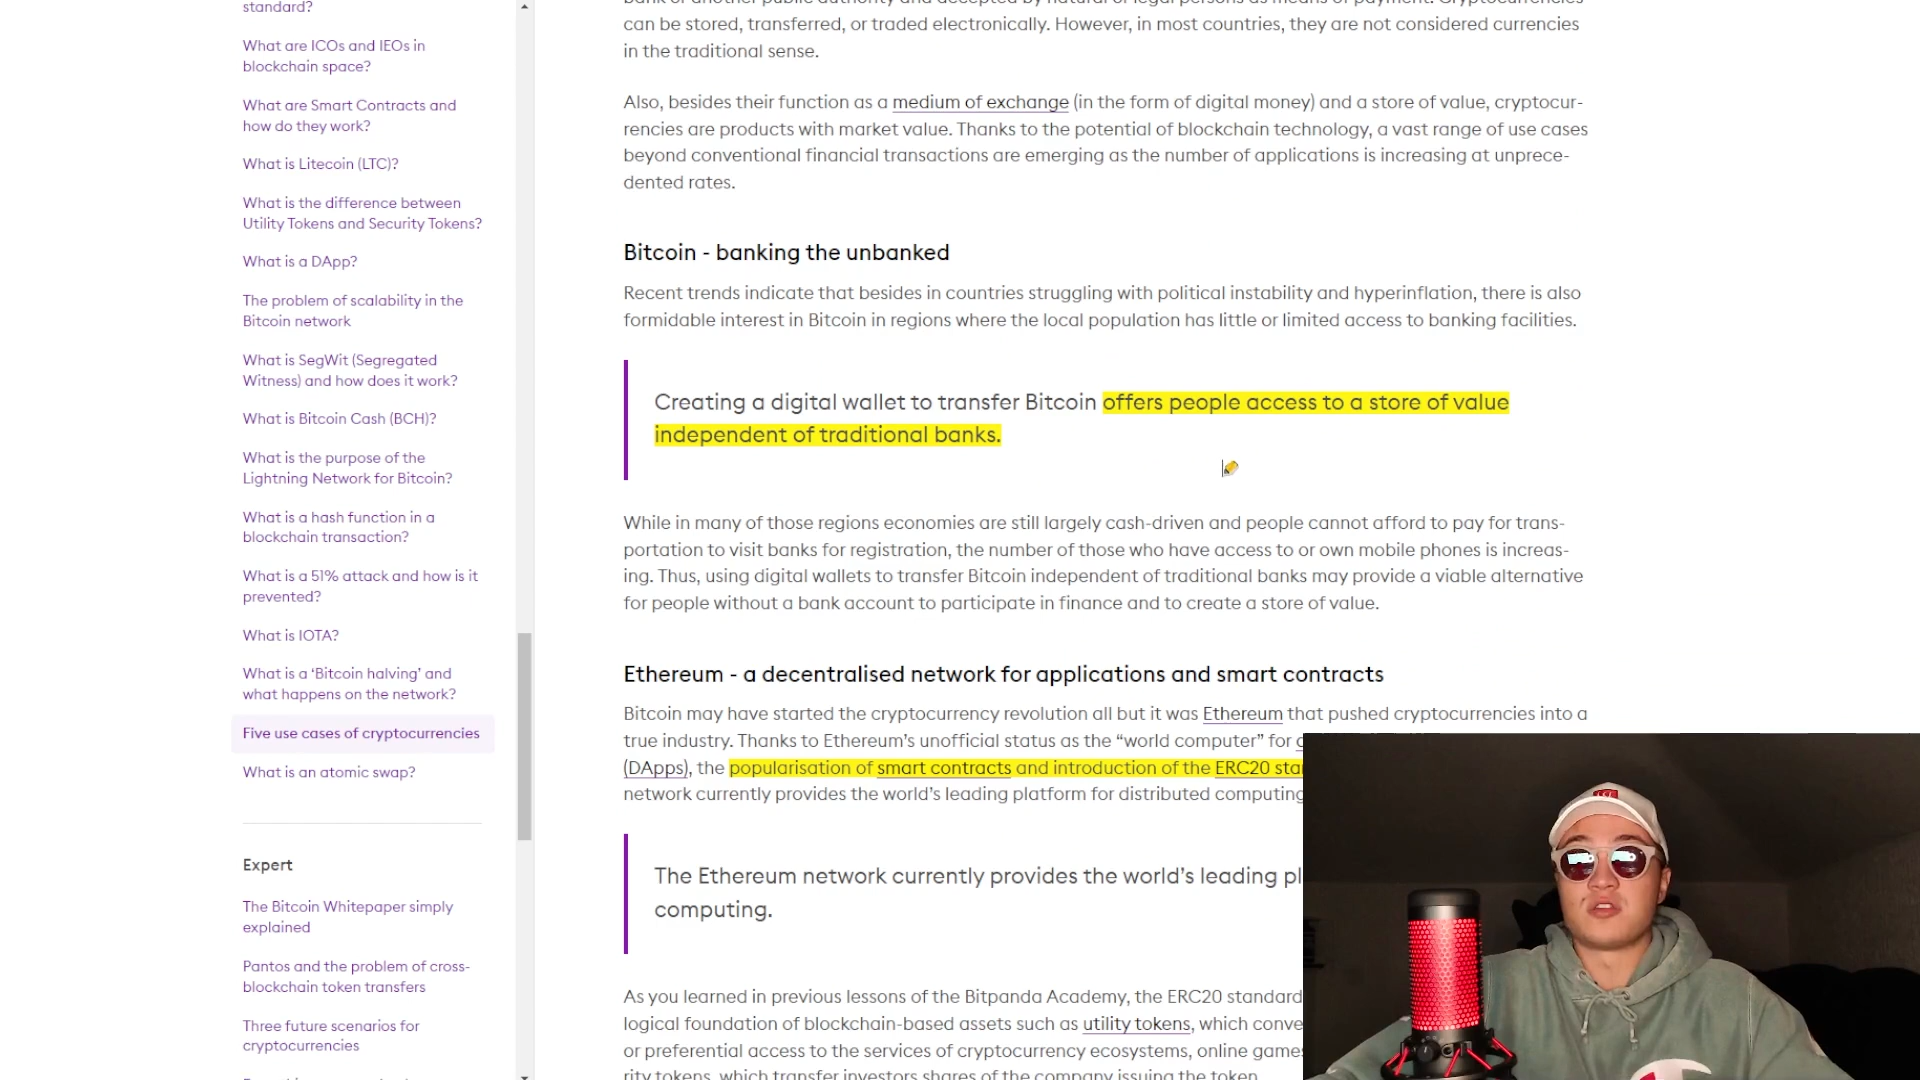 standard?
What are ICOs and IEOs in
blockchain space?
What are Smart Contracts and
how do they work?
What is Litecoin (LTC)?
What is the difference between
Utility Tokens and Security Tokens?
What is a DApp?
The problem of scalability in the
Bitcoin network
What is SegWit (Segregated
Witness) and how does it work?
What is Bitcoin Cash (BCH)?
What is the purpose of the
Lightning Network for Bitcoin?
What is a hash function in a
blockchain transaction?
What is a 51% attack and how is it
prevented?
What is IOTA?
What is a ‘Bitcoin halving’ and
what happens on the network?
Five use cases of cryptocurrencies
What is an atomic swap?
Expert
The Bitcoin Whitepaper simply
explained
Pantos and the problem of cross-
blockchain token transfers
Three future scenarios for
cryptocurrencies
bank or another public authority and accepted by natural or legal persons as means of payment. Cryptocurrencies
can be stored, transferred, or traded electronically. However, in most countries, they are not considered currencies
in the traditional sense.
Also, besides their function as a medium of exchange (in the form of digital money) and a store of value, cryptocur-
rencies are products with market value. Thanks to the potential of blockchain technology, a vast range of use cases
beyond conventional financial transactions are emerging as the number of applications is increasing at unprece-
dented rates.
Bitcoin - banking the unbanked
Recent trends indicate that besides in countries struggling with political instability and hyperinflation, there is also
formidable interest in Bitcoin in regions where the local population has little or limited access to banking facilities.
Creating a digital wallet to transfer Bitcoin offers people access to a store of value
independent of traditional banks.
While in many of those regions economies are still largely cash-driven and people cannot afford to pay for trans-
portation to visit banks for registration, the number of those who have access to or own mobile phones is increas-
ing. Thus, using digital wallets to transfer Bitcoin independent of traditional banks may provide a viable alternative
for people without a bank account to participate in finance and to create a store of value.
Ethereum - a decentralised network for applications and smart contracts
Bitcoin may have started the cryptocurrency revolution all but it was Ethereum that pushed cryptocurrencies into a
true industry. Thanks to Ethereum’s unofficial status as the “world computer” for
(DApps), the popularisation of smart contracts and introduction of the ERC20 sta
network currently provides the world’s leading platform for distributed computing
The Ethereum network currently provides the world’s leading pl
computing.
As you learned in previous lessons of the Bitpanda Academy, the ERC20 standard
logical foundation of blockchain-based assets such as utility tokens, which conve
or preferential access to the services of cryptocurrency ecosystems, online games
rity tokens, which transfer investors shares of the company issuing the token.